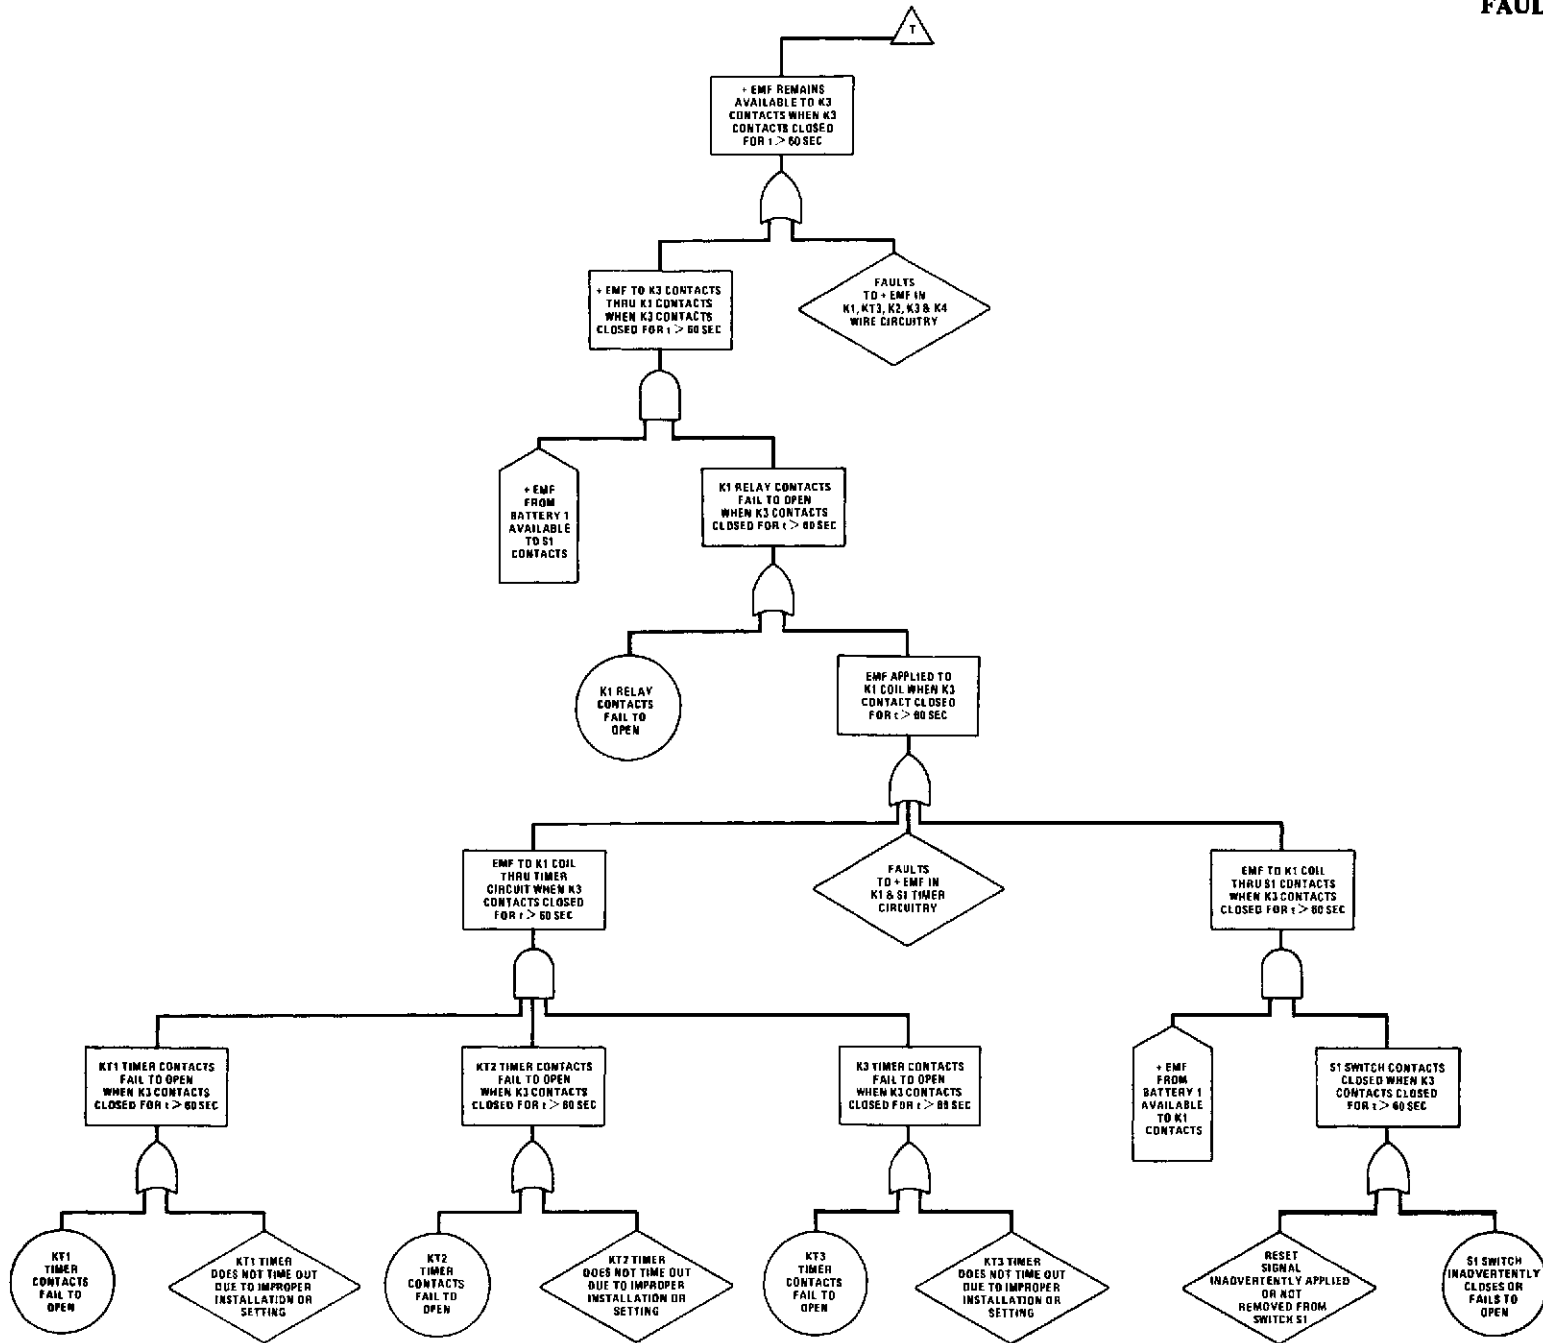 FAUL
T
+ EMF REMAINS
AVAILABLE TO K3
CONTACTS WHEN K3
CONTACTS CLOSED
FOR t > 60 SEC
+ EMF TO K3 CONTACTS
THRU K1 CONTACTS
WHEN K3 CONTACTS
CLOSED FOR t > 60 SEC
FAULTS
TO + EMF IN
K1, KT3, K2, K3 & K4
WIRE CIRCUITRY
+ EMF
FROM
BATTERY 1
AVAILABLE
TO S1
CONTACTS
K1 RELAY CONTACTS
FAIL TO OPEN
WHEN K3 CONTACTS
CLOSED FOR t > 60 SEC
K1 RELAY
CONTACTS
FAIL TO
OPEN
EMF APPLIED TO
K1 COIL WHEN K3
CONTACT CLOSED
FOR t > 60 SEC
EMF TO K1 COIL
THRU TIMER
CIRCUIT WHEN K3
CONTACTS CLOSED
FOR t > 60 SEC
FAULTS
TO + EMF IN
K1 & S1 TIMER
CIRCUITRY
EMF TO K1 COIL
THRU S1 CONTACTS
WHEN K3 CONTACTS
CLOSED FOR t > 60 SEC
KT1 TIMER CONTACTS
FAIL TO OPEN
WHEN K3 CONTACTS
CLOSED FOR t > 60 SEC
KT2 TIMER CONTACTS
FAIL TO OPEN
WHEN K3 CONTACTS
CLOSED FOR t > 60 SEC
K3 TIMER CONTACTS
FAIL TO OPEN
WHEN K3 CONTACTS
CLOSED FOR t > 60 SEC
+ EMF
FROM
BATTERY 1
AVAILABLE
TO K1
CONTACTS
S1 SWITCH CONTACTS
CLOSED WHEN K3
CONTACTS CLOSED
FOR t > 60 SEC
KT1
TIMER
CONTACTS
FAIL TO
OPEN
KT1 TIMER
DOES NOT TIME OUT
DUE TO IMPROPER
INSTALLATION OR
SETTING
KT2
TIMER
CONTACTS
FAIL TO
OPEN
KT2 TIMER
DOES NOT TIME OUT
DUE TO IMPROPER
INSTALLATION OR
SETTING
KT3
TIMER
CONTACTS
FAIL TO
OPEN
KT3 TIMER
DOES NOT TIME OUT
DUE TO IMPROPER
INSTALLATION OR
SETTING
RESET
SIGNAL
INADVERTENTLY APPLIED
OR NOT
REMOVED FROM
SWITCH S1
S1 SWITCH
INADVERTENTLY
CLOSES OR
FAILS TO
OPEN